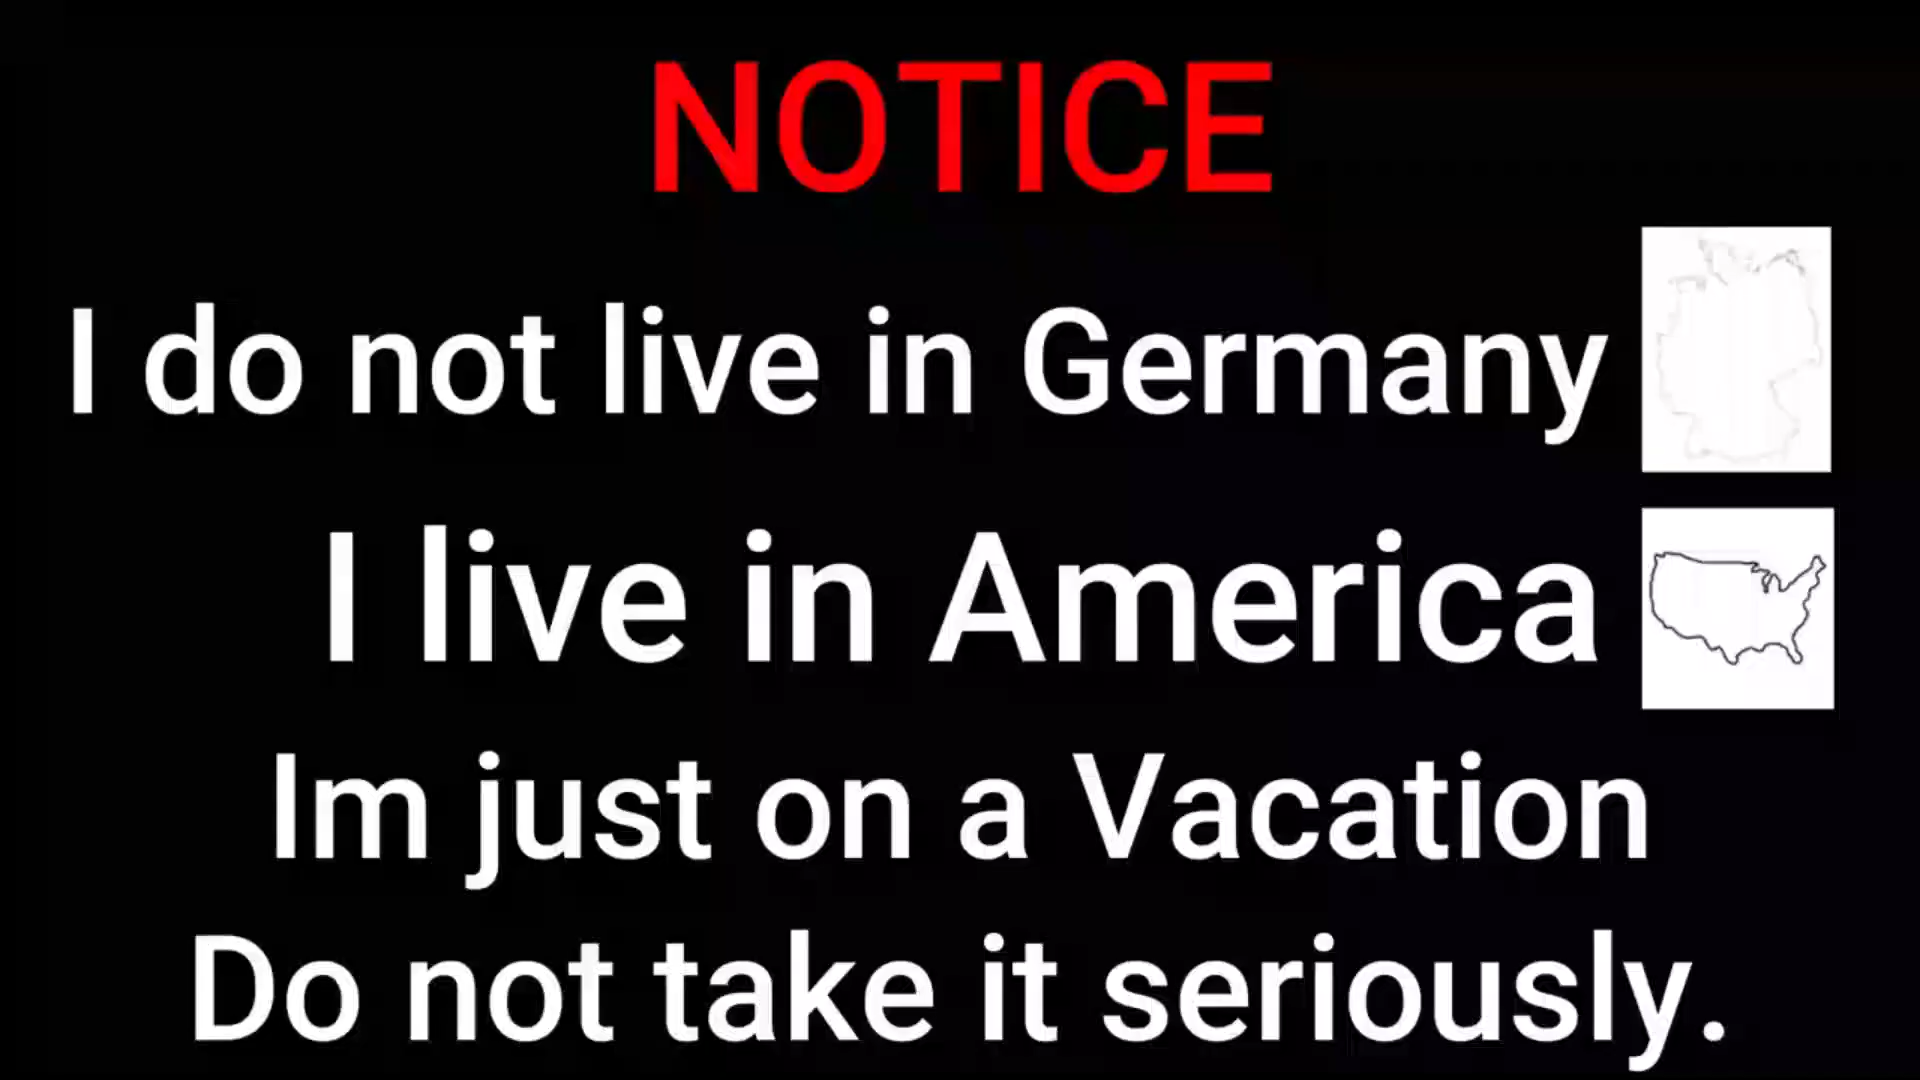 NOTICE
I do not live in Germany
I live in America
Im just on a Vacation
Do not take it seriously.